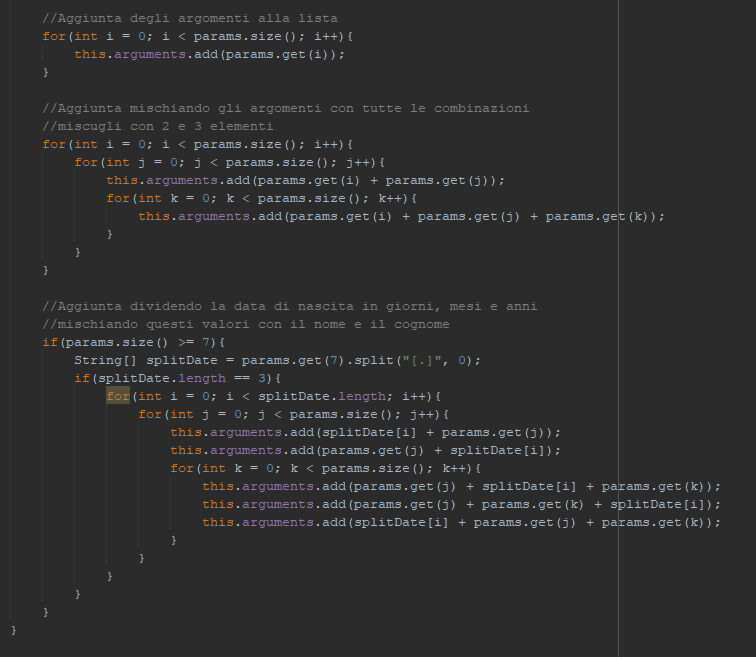 //Aggiunta degli argomenti alla lista
for(int i = 0; i < params.size(); i++){
this.arguments.add(params.get(i));
}
//Aggiunta mischiando gli argomenti con tutte le combinazioni
//miscugli con 2 e 3 elementi
for(int i = 0; i < params.size(); i++){
for(int j = 0; j < params.size(); j++){
this.arguments.add(params.get(i) + params.get(j));
for(int k = 0; k < params.size(); k++){
this.arguments.add(params.get(i) + params.get(j) + params.get(k));
}
}
}
//Aggiunta dividendo la data di nascita in giorni, mesi e anni
//mischiando questi valori con il nome e il cognome
if(params.size() >= 7){
String[] splitDate = params.get(7).split("[.]", 0);
if(splitDate.length == 3){
for(int i = 0; i < splitDate.length; i++){
for(int j = 0; j < params.size(); j++){
this.arguments.add(splitDate[i] + params.get(j));
this.arguments.add(params.get(j) + splitDate[i]);
for(int k = 0; k < params.size(); k++){
this.arguments.add(params.get(j) + splitDate[i] + params.get(k));
this.arguments.add(params.get(j) + params.get(k) + splitDate[i]);
this.arguments.add(splitDate[i] + params.get(j) + params.get(k));
}
}
}
}
}
}